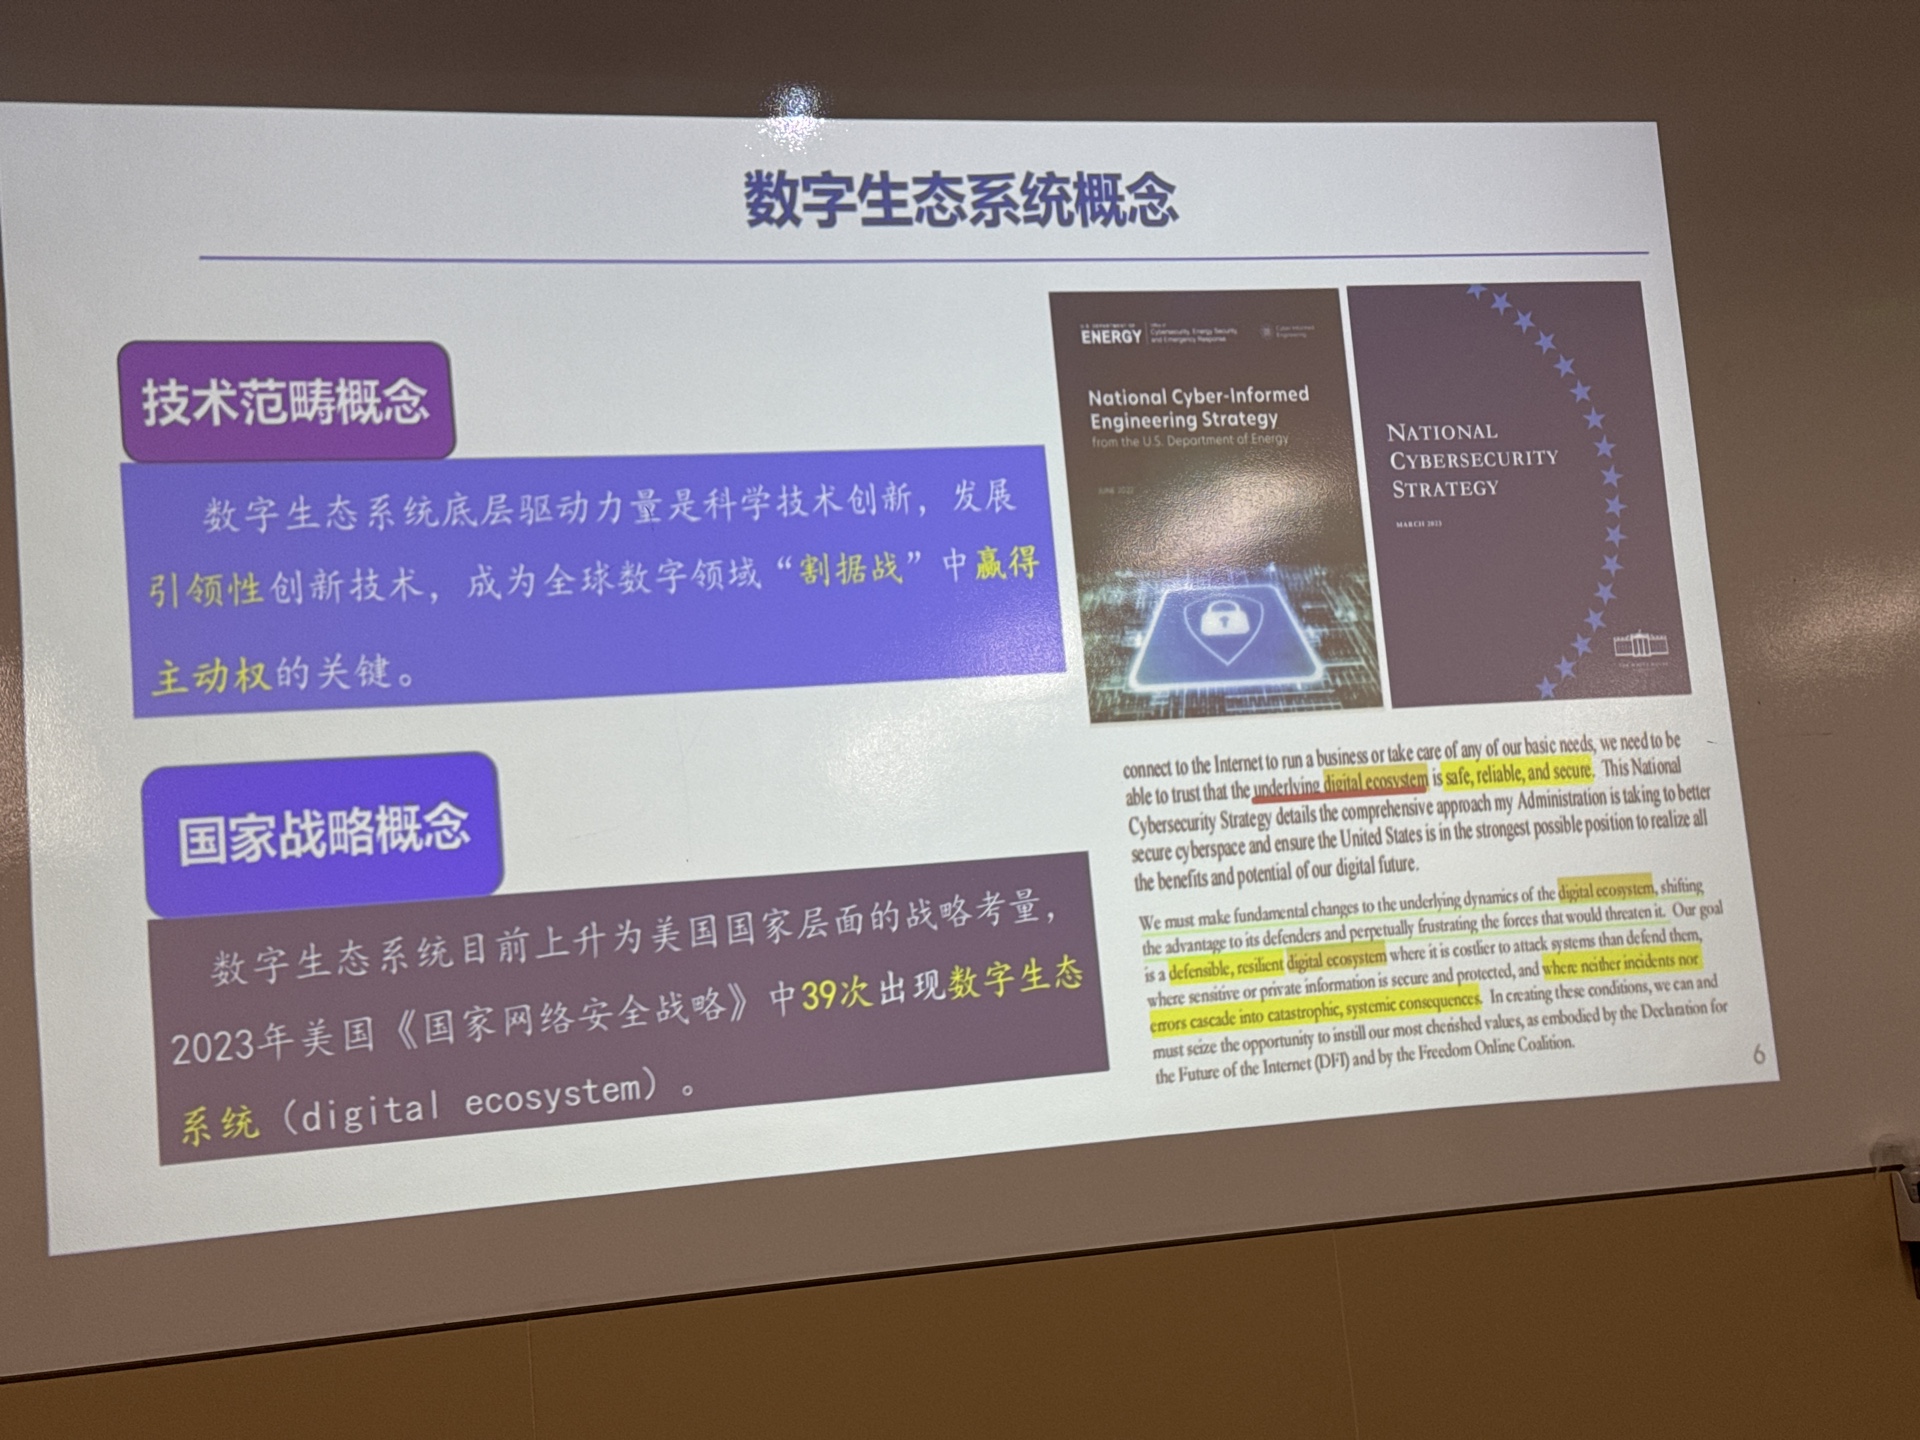 数字生态系统概念
技术范畴概念
数字生态系统底层驱动力量是科学技术创新，发展
引领性创新技术，成为全球数字领域“割据战”中赢得
主动权的关键。
国家战略概念
数字生态系统目前上升为美国国家层面的战略考量，
2023年美国《国家网络安全战略》中39次出现数字生态
系统（digital ecosystem）。
U.S. DEPARTMENT OF
ENERGY
Office of
Cybersecurity, Energy Security
and Emergency Response
Cyber-Informed
Engineering
National Cyber-Informed
Engineering Strategy
from the U.S. Department of Energy
JUNE 2022
NATIONAL
CYBERSECURITY
STRATEGY
MARCH 2023
THE WHITE HOUSE
connect to the Internet to run a business or take care of any of our basic needs, we need to be
able to trust that the underlying digital ecosystem is safe, reliable, and secure. This National
Cybersecurity Strategy details the comprehensive approach my Administration is taking to better
secure cyberspace and ensure the United States is in the strongest possible position to realize all
the benefits and potential of our digital future.
We must make fundamental changes to the underlying dynamics of the digital ecosystem, shifting
the advantage to its defenders and perpetually frustrating the forces that would threaten it. Our goal
is a defensible, resilient digital ecosystem where it is costlier to attack systems than defend them,
where sensitive or private information is secure and protected, and where neither incidents nor
errors cascade into catastrophic, systemic consequences. In creating these conditions, we can and
must seize the opportunity to instill our most cherished values, as embodied by the Declaration for
the Future of the Internet (DFI) and by the Freedom Online Coalition.
6